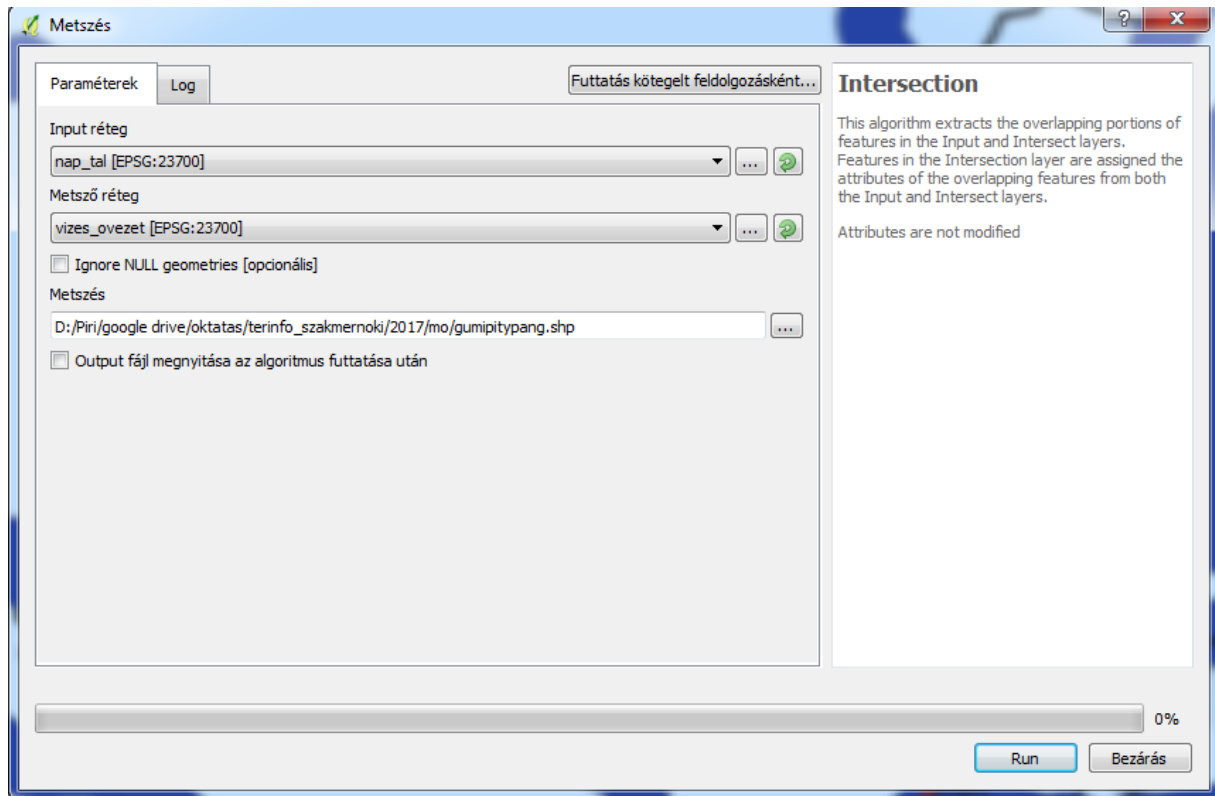 Metszés
Paraméterek
Log
Futtatás kötegelt feldolgozásként...
Input réteg
nap_tal [EPSG:23700]
...
Metsző réteg
vizes_ovezet [EPSG:23700]
...
Ignore NULL geometries [opcionális]
Metszés
D:/Piri/google drive/oktatas/terinfo_szakmernoki/2017/mo/gumipitypang.shp
...
Output fájl megnyitása az algoritmus futtatása után
Intersection
This algorithm extracts the overlapping portions of
features in the Input and Intersect layers.
Features in the Intersection layer are assigned the
attributes of the overlapping features from both
the Input and Intersect layers.
Attributes are not modified
0%
Run
Bezárás